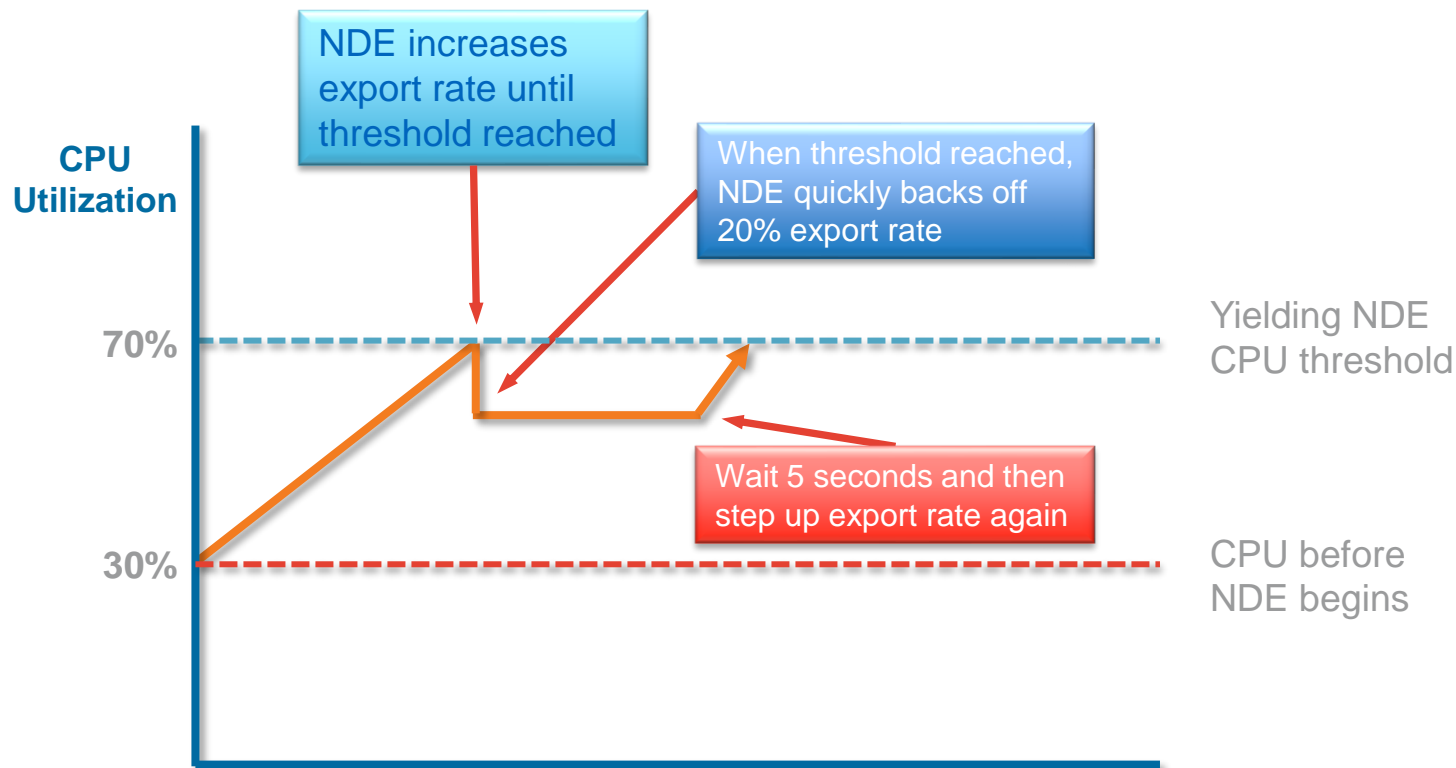 NDE increases
export rate until
threshold reached
CPU
Utilization
When threshold reached,
NDE quickly backs off
20% export rate
70%
Yielding NDE
CPU threshold
Wait 5 seconds and then
step up export rate again
30%
CPU before
NDE begins